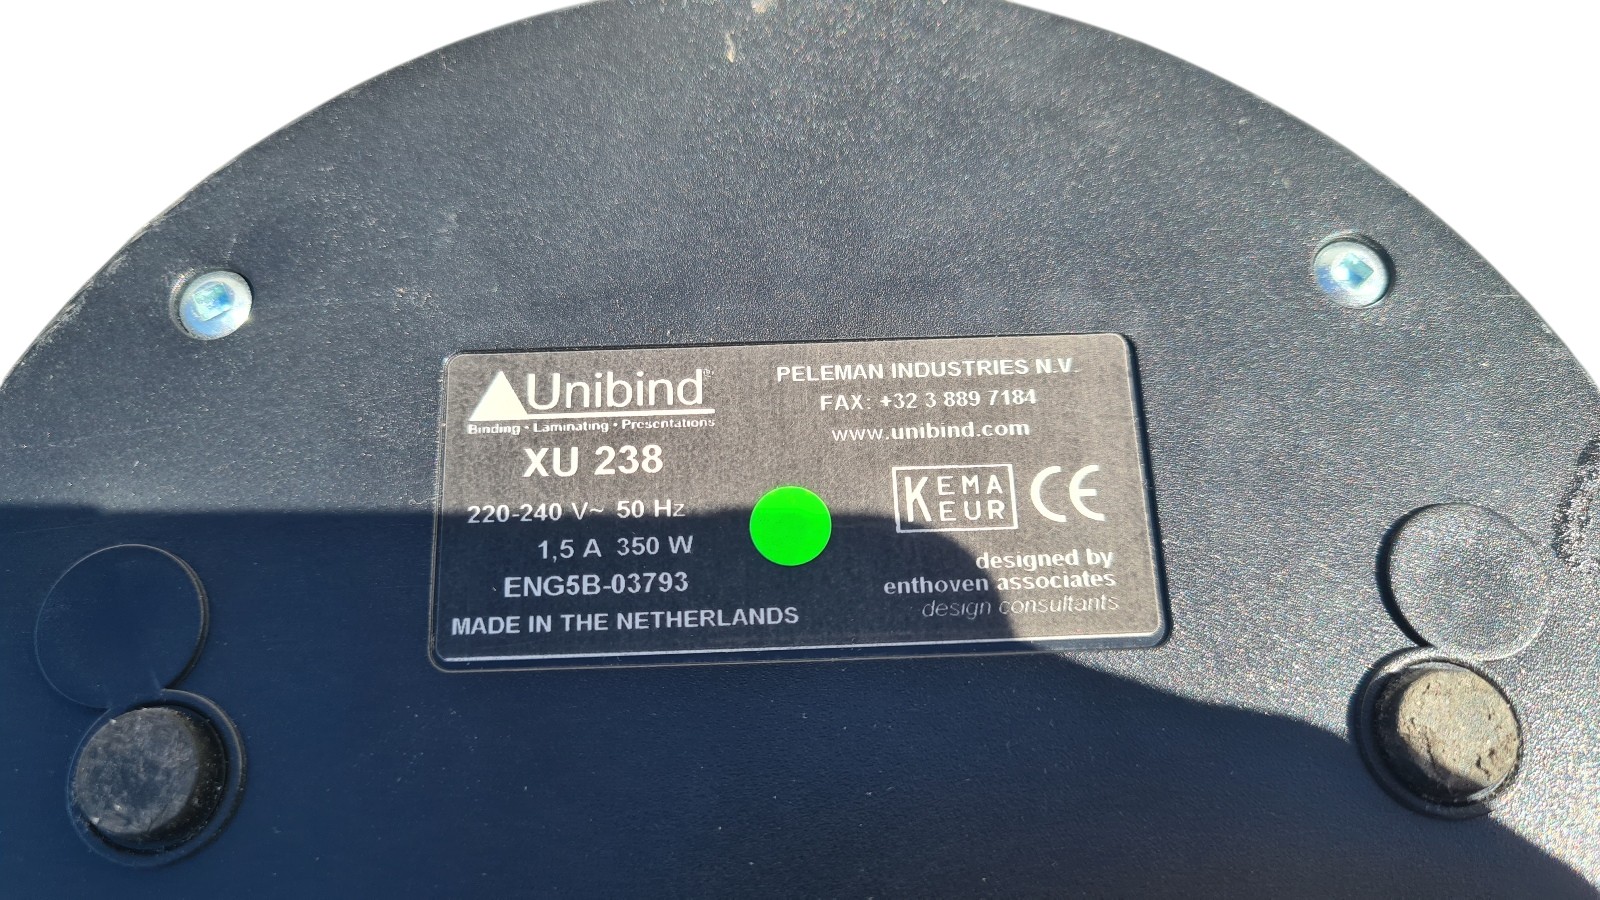 Unibind®
Binding • Laminating • Presentations
XU 238
220-240 V~ 50 Hz
1,5 A 350 W
ENG5B-03793
MADE IN THE NETHERLANDS
PELEMAN INDUSTRIES N.V.
FAX: +32 3 889 7184
www.unibind.com
KEMA
EUR
CE
designed by
enthoven associates
design consultants